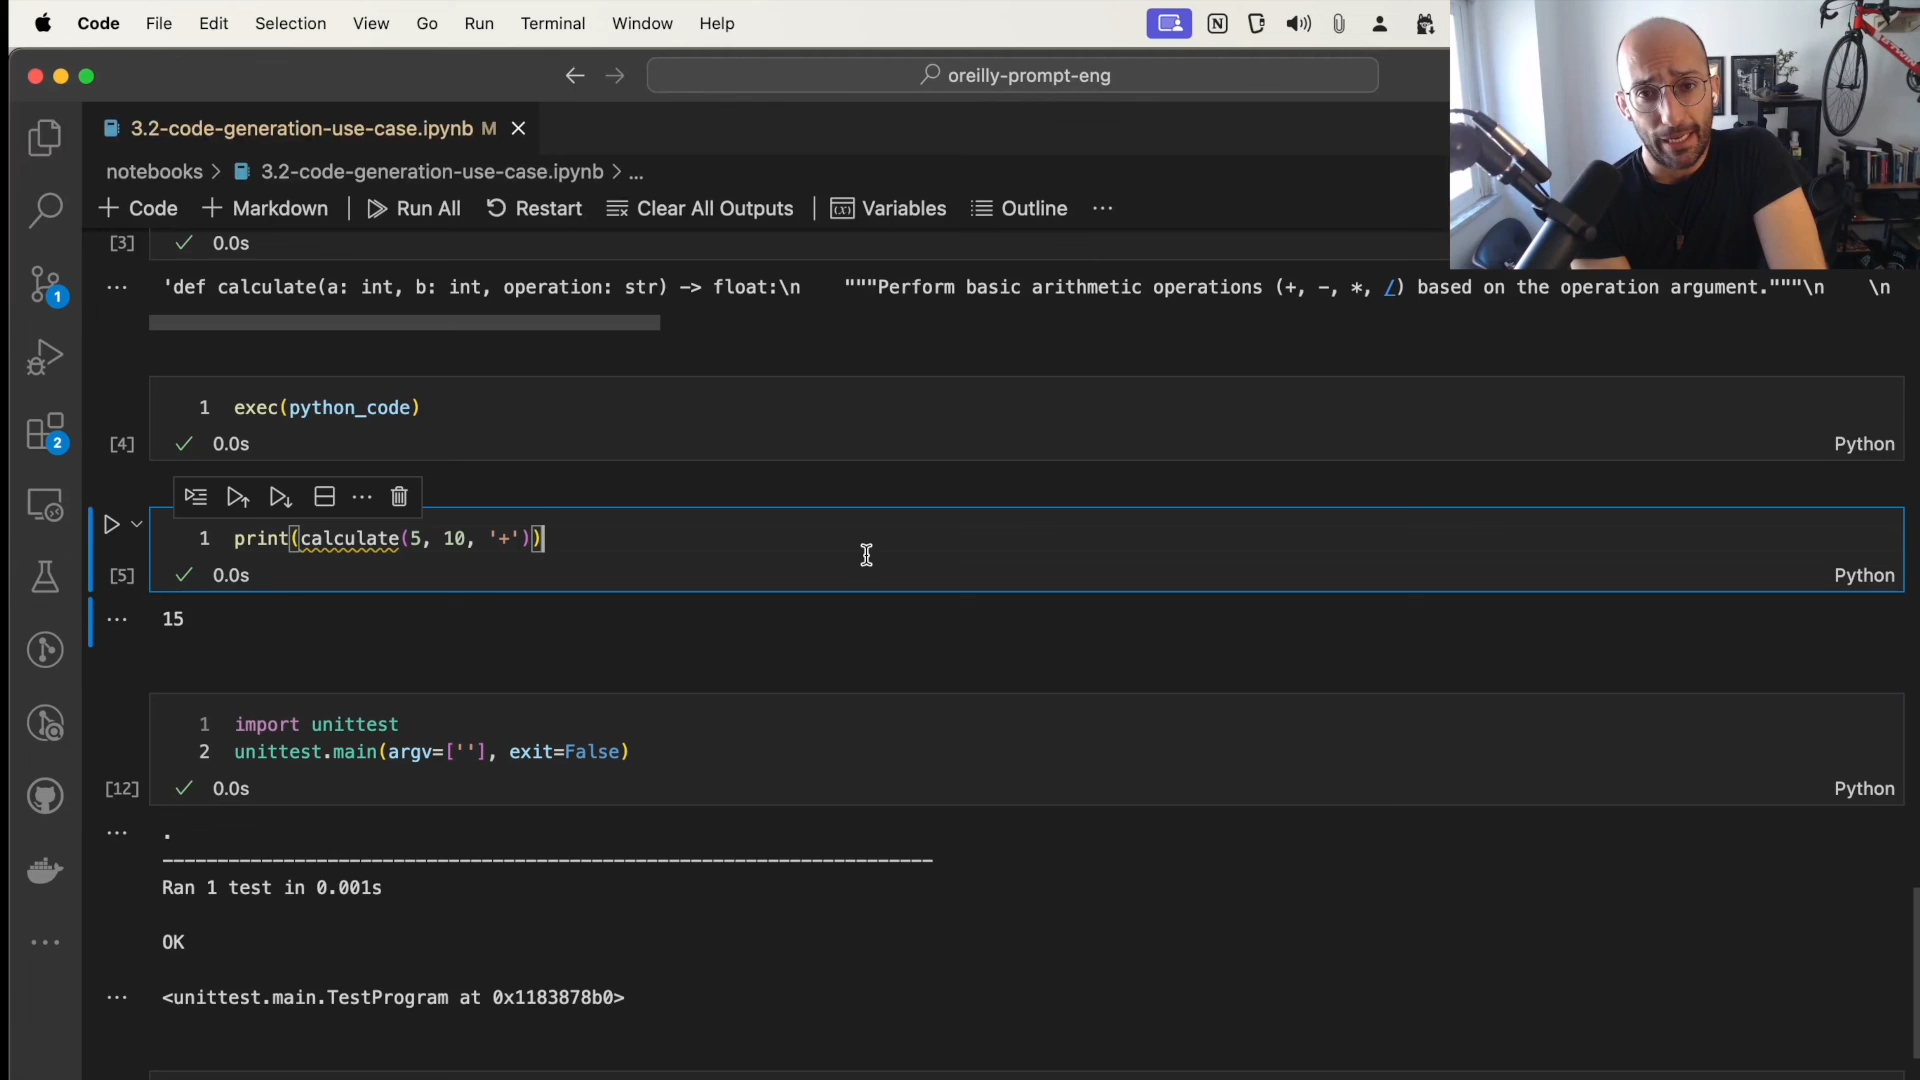 Code File Edit Selection View Go Run Terminal Window Help
oreilly-prompt-eng
3.2-code-generation-use-case.ipynb M
notebooks > 3.2-code-generation-use-case.ipynb > ...
+ Code + Markdown Run All Restart Clear All Outputs Variables Outline ...
[3] 0.0s
'def calculate(a: int, b: int, operation: str) -> float:\n    """Perform basic arithmetic operations (+, -, *, /) based on the operation argument."""\n    \n
1 exec(python_code)
[4] 0.0s Python
1 print(calculate(5, 10, '+'))
[5] 0.0s Python
15
1 import unittest
2 unittest.main(argv=[''], exit=False)
[12] 0.0s Python
.
----------------------------------------------------------------------
Ran 1 test in 0.001s
OK
<unittest.main.TestProgram at 0x1183878b0>
1
2